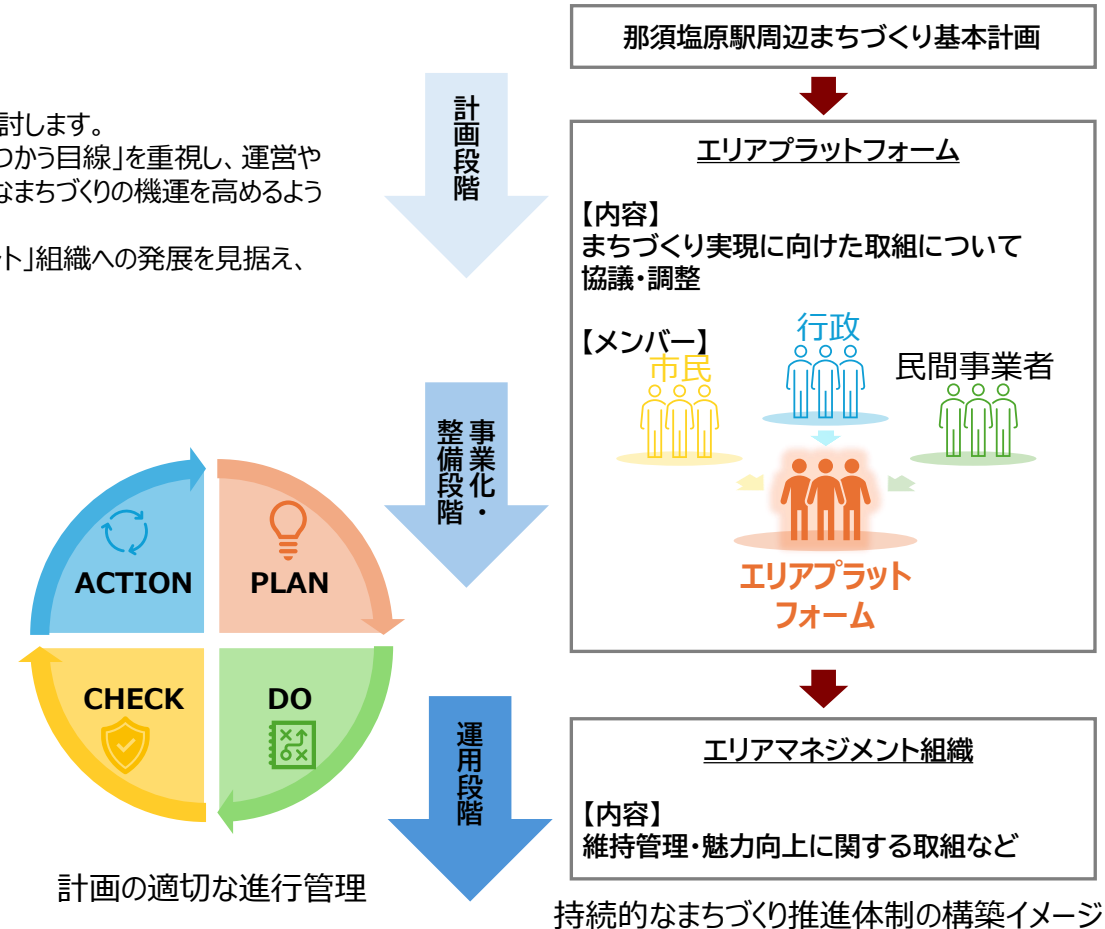 討します。
つかう目線」を重視し、運営や
なまちづくりの機運を高めるよう
ト」組織への発展を見据え、
計画段階
事業化・
整備段階
運用段階
ACTION
PLAN
CHECK
DO
計画の適切な進行管理
那須塩原駅周辺まちづくり基本計画
エリアプラットフォーム
【内容】
まちづくり実現に向けた取組について
協議・調整
【メンバー】
行政
市民
民間事業者
エリアプラット
フォーム
エリアマネジメント組織
【内容】
維持管理・魅力向上に関する取組など
持続的なまちづくり推進体制の構築イメージ